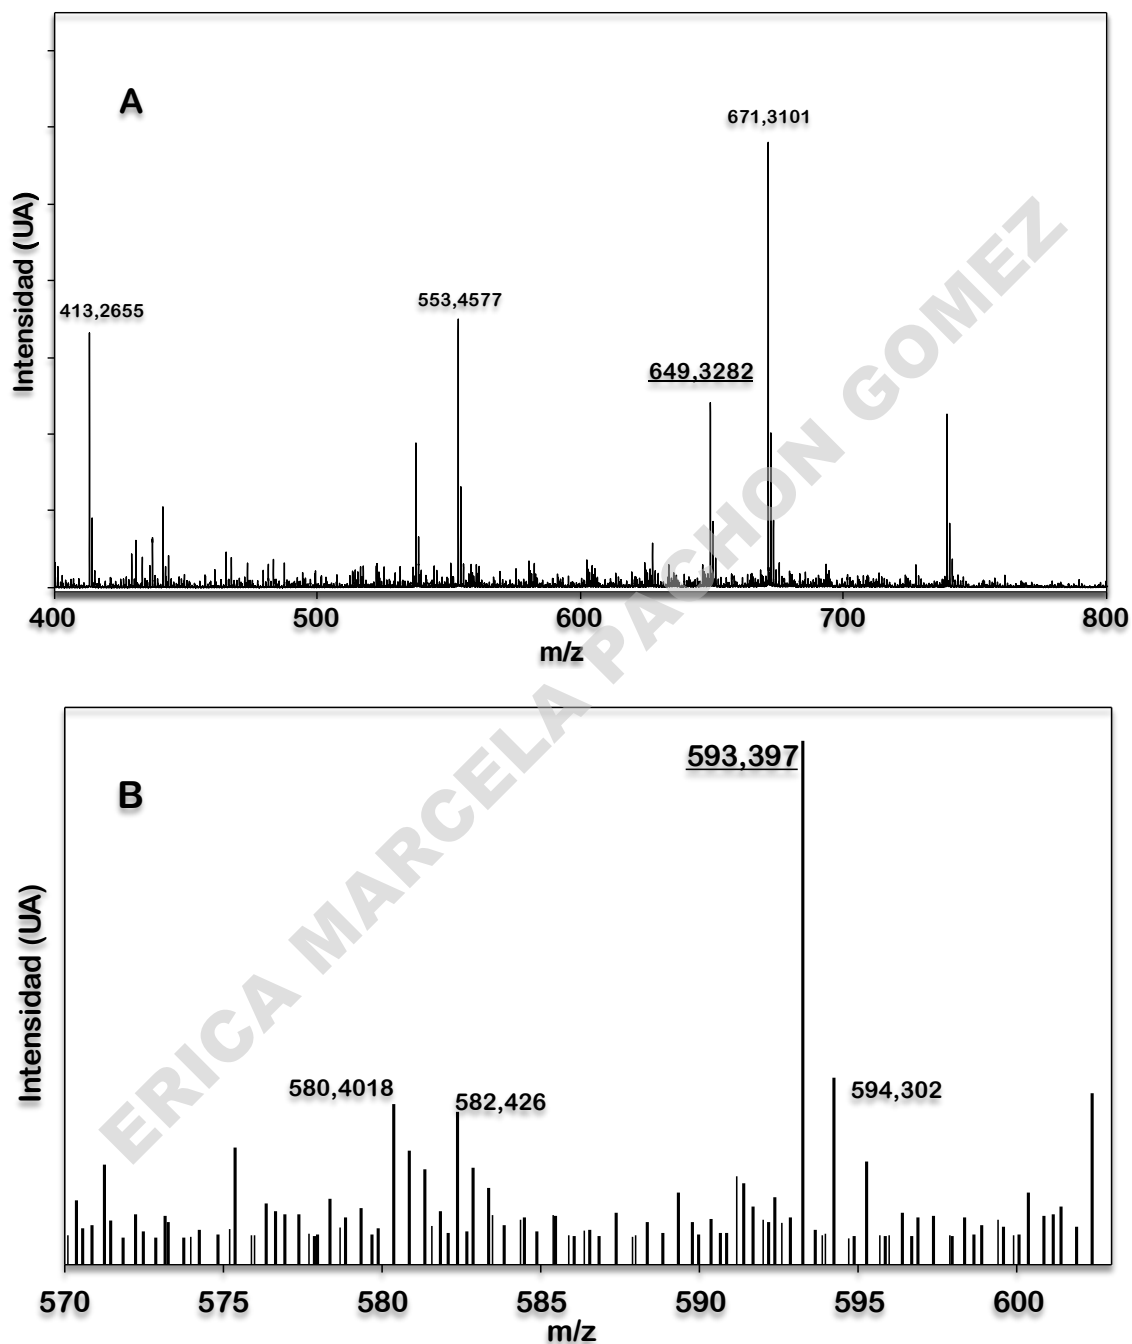 A
671,3101
413,2655
553,4577
649,3282
Intensidad (UA)
400
500
600
700
800
m/z
ERICA MARCELA PACHON GOMEZ
593,397
B
580,4018
582,426
594,302
Intensidad (UA)
570
575
580
585
590
595
600
m/z